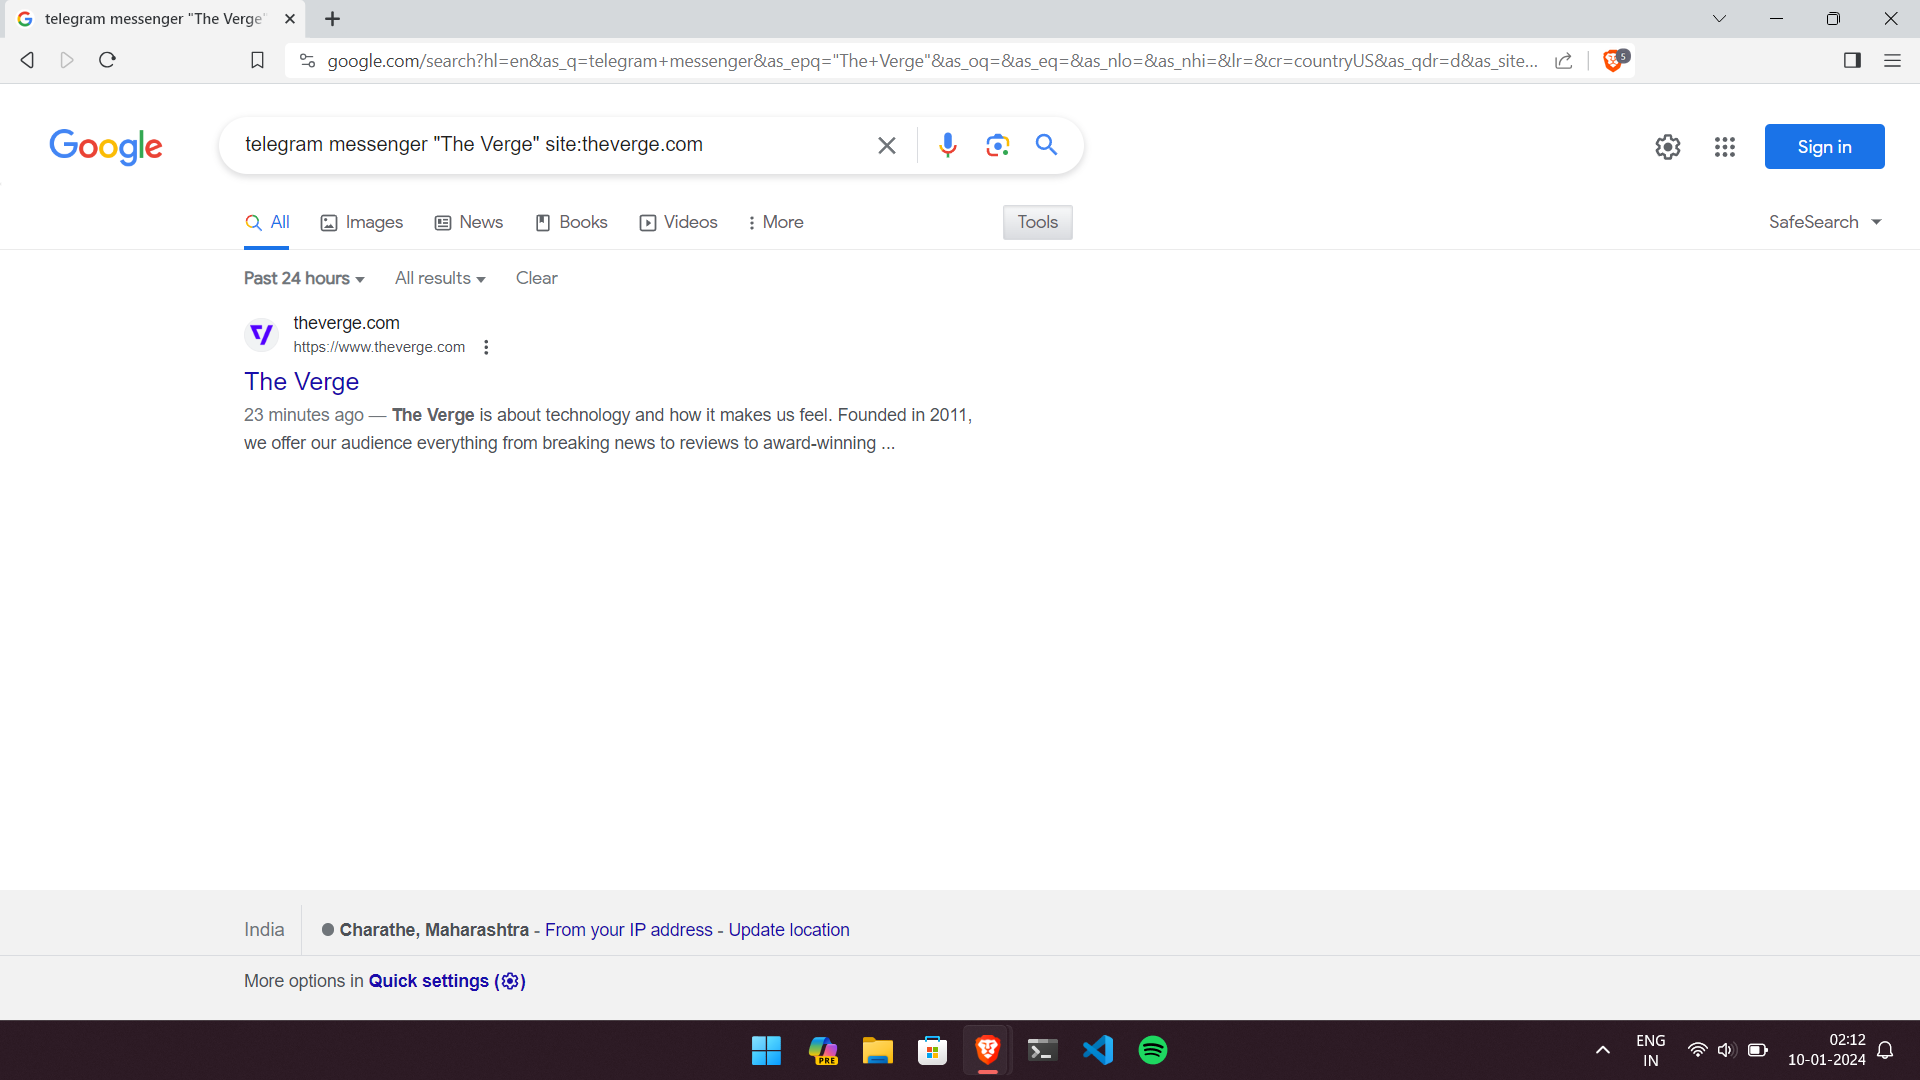 telegram messenger "The Verge"
google.com/search?hl=en&as_q=telegram+messenger&as_epq="The+Verge"&as_oq=&as_eq=&as_nlo=&as_nhi=&lr=&cr=countryUS&as_qdr=d&as_site...
5
Google
telegram messenger "The Verge" site:theverge.com
Sign in
All
Images
News
Books
Videos
More
Tools
SafeSearch
Past 24 hours
All results
Clear
theverge.com
https://www.theverge.com
The Verge
23 minutes ago — The Verge is about technology and how it makes us feel. Founded in 2011,
we offer our audience everything from breaking news to reviews to award-winning ...
India
Charathe, Maharashtra - From your IP address - Update location
More options in Quick settings ( )
PRE
ENG
IN
02:12
10-01-2024